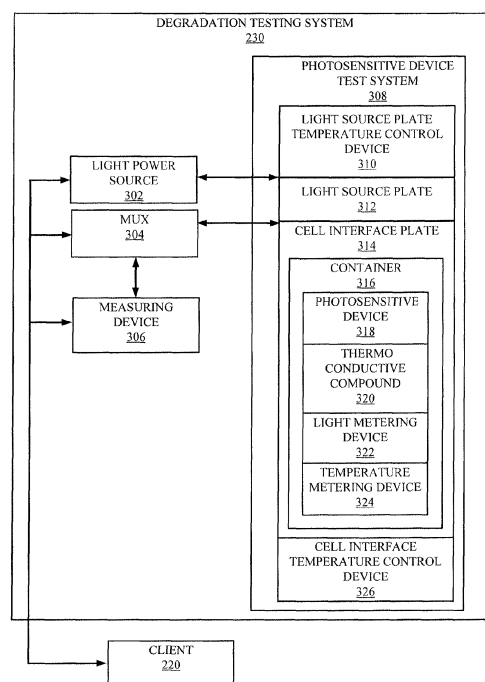 DEGRADATION TESTING SYSTEM
230
PHOTOSENSITIVE DEVICE
TEST SYSTEM
308
LIGHT SOURCE PLATE
TEMPERATURE CONTROL
DEVICE
310
LIGHT POWER
SOURCE
302
LIGHT SOURCE PLATE
312
MUX
304
CELL INTERFACE PLATE
314
CONTAINER
316
MEASURING
DEVICE
306
PHOTOSENSITIVE
DEVICE
318
THERMO
CONDUCTIVE
COMPOUND
320
LIGHT METERING
DEVICE
322
TEMPERATURE
METERING DEVICE
324
CELL INTERFACE
TEMPERATURE CONTROL
DEVICE
326
CLIENT
220